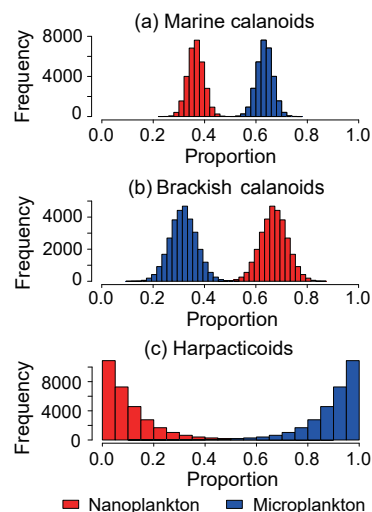 (a) Marine calanoids
Frequency
8000
4000
0
0.0 0.2 0.4 0.6 0.8 1.0
Proportion
(b) Brackish calanoids
Frequency
4000
2000
0
0.0 0.2 0.4 0.6 0.8 1.0
Proportion
(c) Harpacticoids
Frequency
8000
4000
0
0.0 0.2 0.4 0.6 0.8 1.0
Proportion
Nanoplankton Microplankton